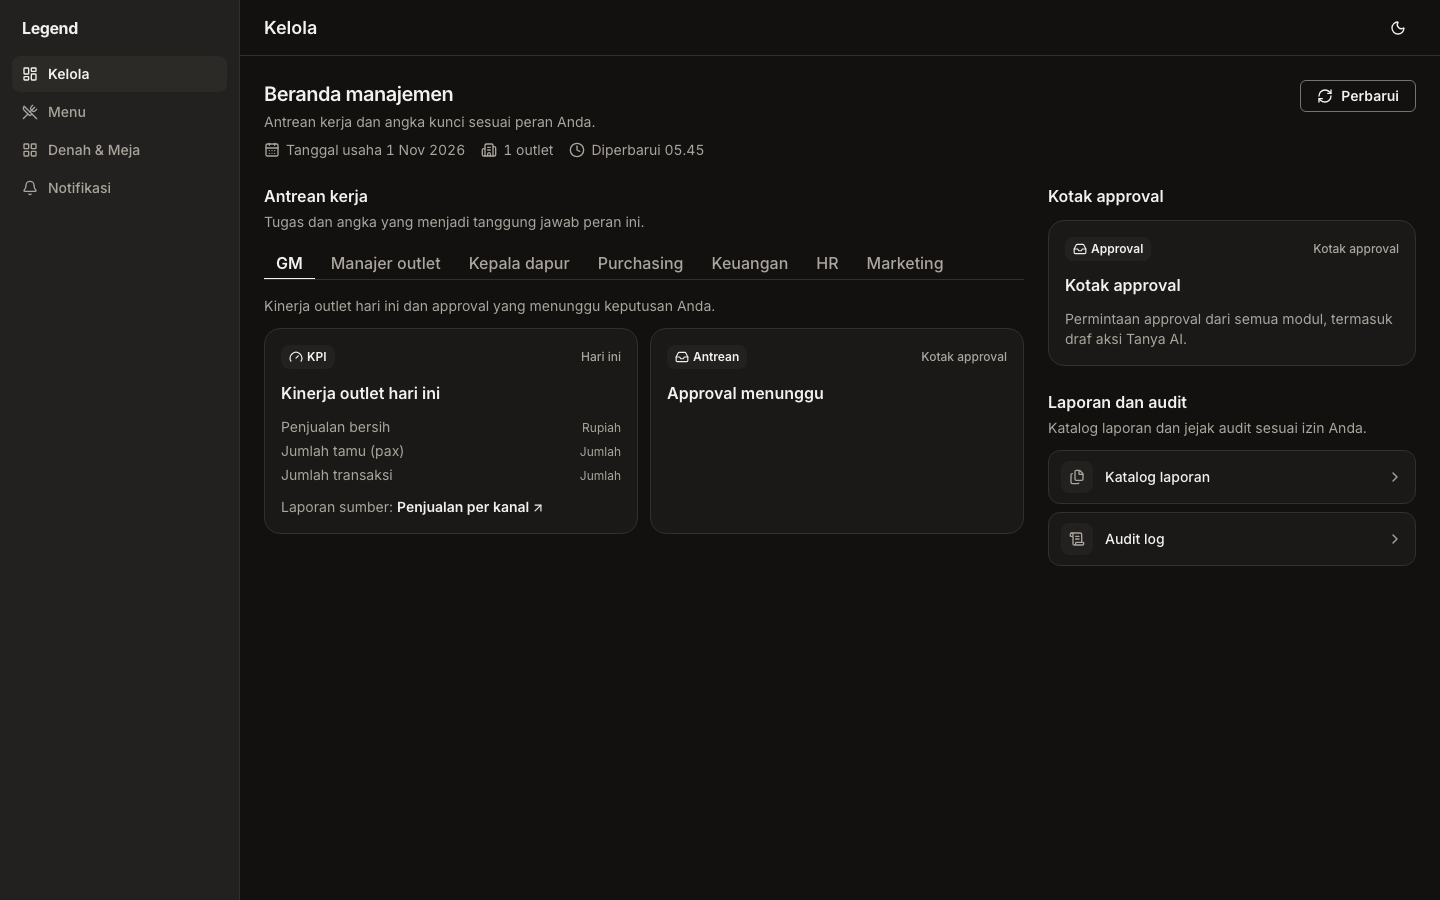 Legend
Kelola
Menu
Denah & Meja
Notifikasi
Kelola
Beranda manajemen
Antrean kerja dan angka kunci sesuai peran Anda.
Tanggal usaha 1 Nov 2026 1 outlet Diperbarui 05.45
Perbarui
Antrean kerja
Tugas dan angka yang menjadi tanggung jawab peran ini.
GM Manajer outlet Kepala dapur Purchasing Keuangan HR Marketing
Kinerja outlet hari ini dan approval yang menunggu keputusan Anda.
KPI Hari ini
Kinerja outlet hari ini
Penjualan bersih Rupiah
Jumlah tamu (pax) Jumlah
Jumlah transaksi Jumlah
Laporan sumber: Penjualan per kanal
Antrean Kotak approval
Approval menunggu
Kotak approval
Approval Kotak approval
Kotak approval
Permintaan approval dari semua modul, termasuk
draf aksi Tanya AI.
Laporan dan audit
Katalog laporan dan jejak audit sesuai izin Anda.
Katalog laporan
Audit log